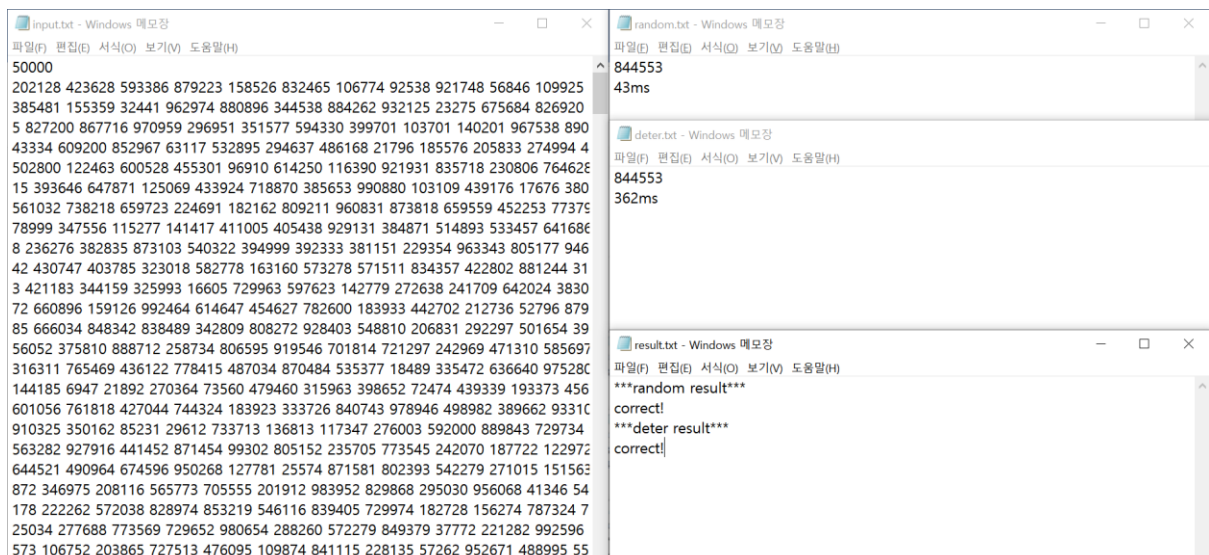 input.txt - Windows 메모장
파일(F) 편집(E) 서식(O) 보기(V) 도움말(H)
50000
202128 423628 593386 879223 158526 832465 106774 92538 921748 56846 109925
385481 155359 32441 962974 880896 344538 884262 932125 23275 675684 826920
5 827200 867716 970959 296951 351577 594330 399701 103701 140201 967538 890
43334 609200 852967 63117 532895 294637 486168 21796 185576 205833 274994 4
502800 122463 600528 455301 96910 614250 116390 921931 835718 230806 764628
15 393646 647871 125069 433924 718870 385653 990880 103109 439176 17676 380
561032 738218 659723 224691 182162 809211 960831 873818 659559 452253 77379
78999 347556 115277 141417 411005 405438 929131 384871 514893 533457 641686
8 236276 382835 873103 540322 394999 392333 381151 229354 963343 805177 946
42 430747 403785 323018 582778 163160 573278 571511 834357 422802 881244 31
3 421183 344159 325993 16605 729963 597623 142779 272638 241709 642024 3830
72 660896 159126 992464 614647 454627 782600 183933 442702 212736 52796 879
85 666034 848342 838489 342809 808272 928403 548810 206831 292297 501654 39
56052 375810 888712 258734 806595 919546 701814 721297 242969 471310 585697
316311 765469 436122 778415 487034 870484 535377 18489 335472 636640 975280
144185 6947 21892 270364 73560 479460 315963 398652 72474 439339 193373 456
601056 761818 427044 744324 183923 333726 840743 978946 498982 389662 93310
910325 350162 85231 29612 733713 136813 117347 276003 592000 889843 729734
563282 927916 441452 871454 99302 805152 235705 773545 242070 187722 122972
644521 490964 674596 950268 127781 25574 871581 802393 542279 271015 151563
872 346975 208116 565773 705555 201912 983952 829868 295030 956068 41346 54
178 222262 572038 828974 853219 546116 839405 729974 182728 156274 787324 7
25034 277688 773569 729652 980654 288260 572279 849379 37772 221282 992596
573 106752 203865 727513 476095 109874 841115 228135 57262 952671 488995 55
random.txt - Windows 메모장
파일(F) 편집(E) 서식(O) 보기(V) 도움말(H)
844553
43ms
deter.txt - Windows 메모장
파일(F) 편집(E) 서식(O) 보기(V) 도움말(H)
844553
362ms
result.txt - Windows 메모장
파일(F) 편집(E) 서식(O) 보기(V) 도움말(H)
***random result***
correct!
***deter result***
correct!